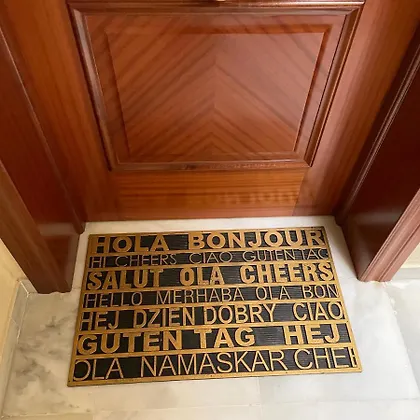 HOLA BONJOUR
HI CHEERS CIAO GUTEN TAG
SALUT OLA CHEERS
HELLO MERHABA OLA BON
HEJ DZIEN DOBRY CIAO
GUTEN TAG HEJ
OLA NAMASKAR CHEE